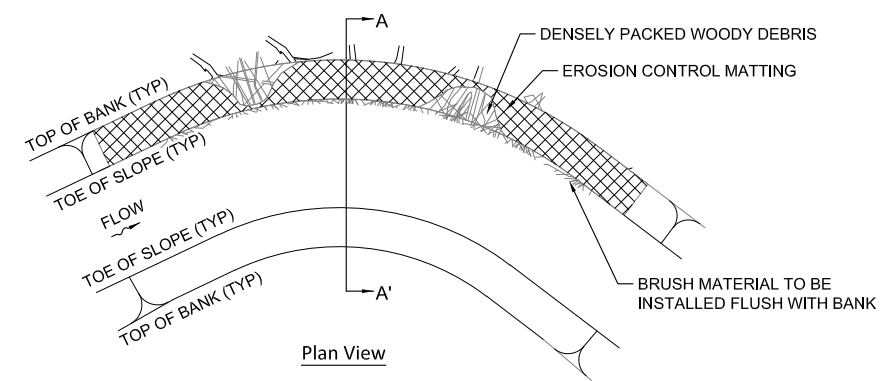 A
DENSELY PACKED WOODY DEBRIS
EROSION CONTROL MATTING
TOP OF BANK (TYP)
TOE OF SLOPE (TYP)
FLOW
TOE OF SLOPE (TYP)
TOP OF BANK (TYP)
A'
BRUSH MATERIAL TO BE
INSTALLED FLUSH WITH BANK
Plan View